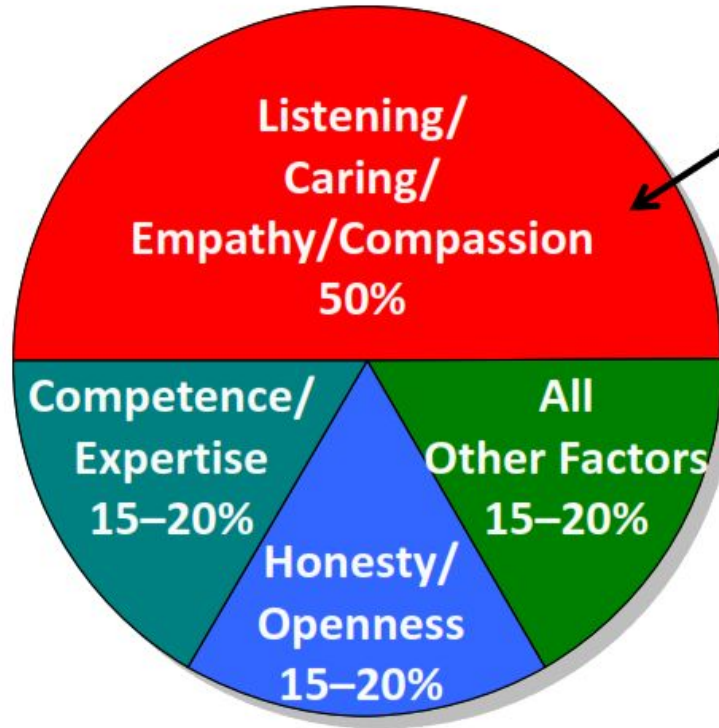 Listening/
Caring/
Empathy/Compassion
50%
Competence/
Expertise
15–20%
Honesty/
Openness
15–20%
All
Other Factors
15–20%